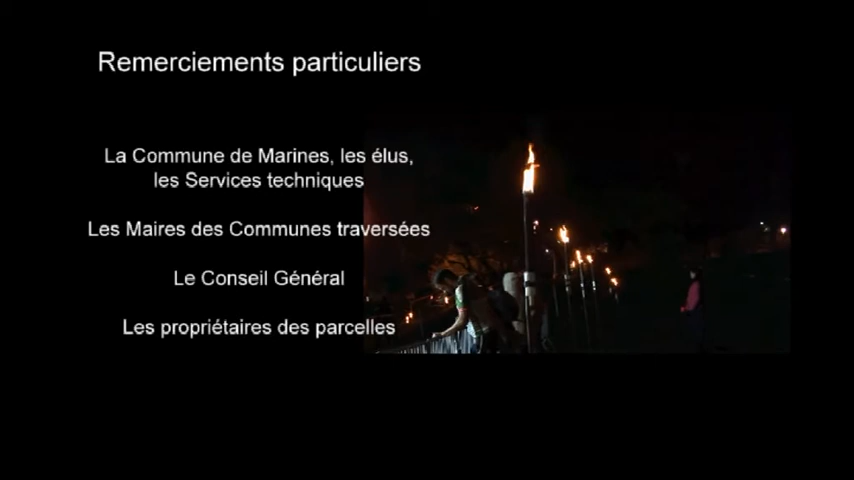 Remerciements particuliers
La Commune de Marines, les élus,
les Services techniques
Les Maires des Communes traversées
Le Conseil Général
Les propriétaires des parcelles